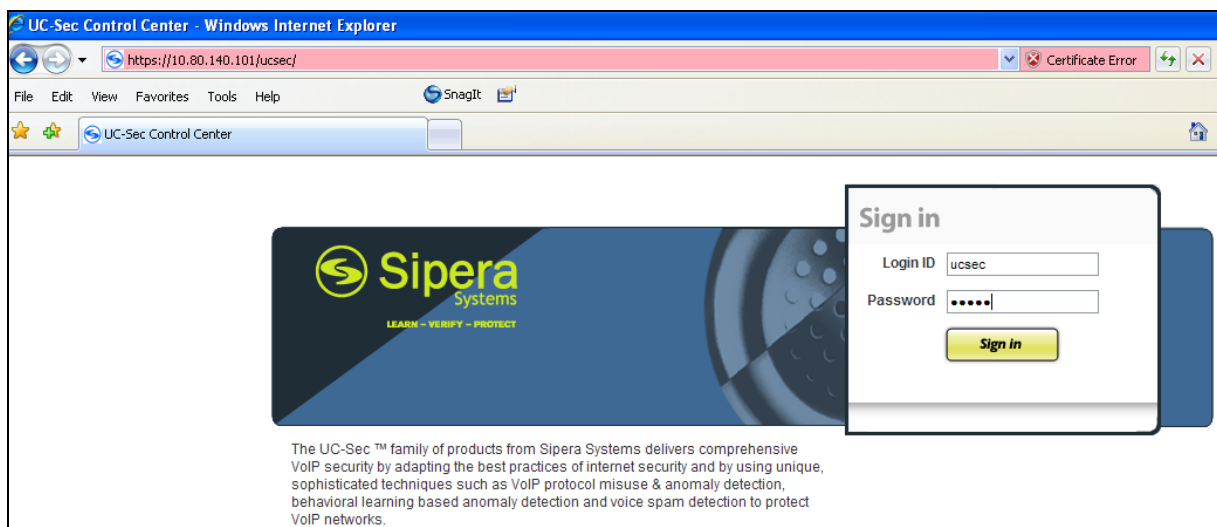 UC-Sec Control Center - Windows Internet Explorer
https://10.80.140.101/ucsec/
Certificate Error
File Edit View Favorites Tools Help
SnagIt
UC-Sec Control Center
Sign in
Login ID ucsec
Password •••••
Sign in
Sipera
Systems
LEARN – VERIFY – PROTECT
The UC-Sec ™ family of products from Sipera Systems delivers comprehensive
VoIP security by adapting the best practices of internet security and by using unique,
sophisticated techniques such as VoIP protocol misuse & anomaly detection,
behavioral learning based anomaly detection and voice spam detection to protect
VoIP networks.